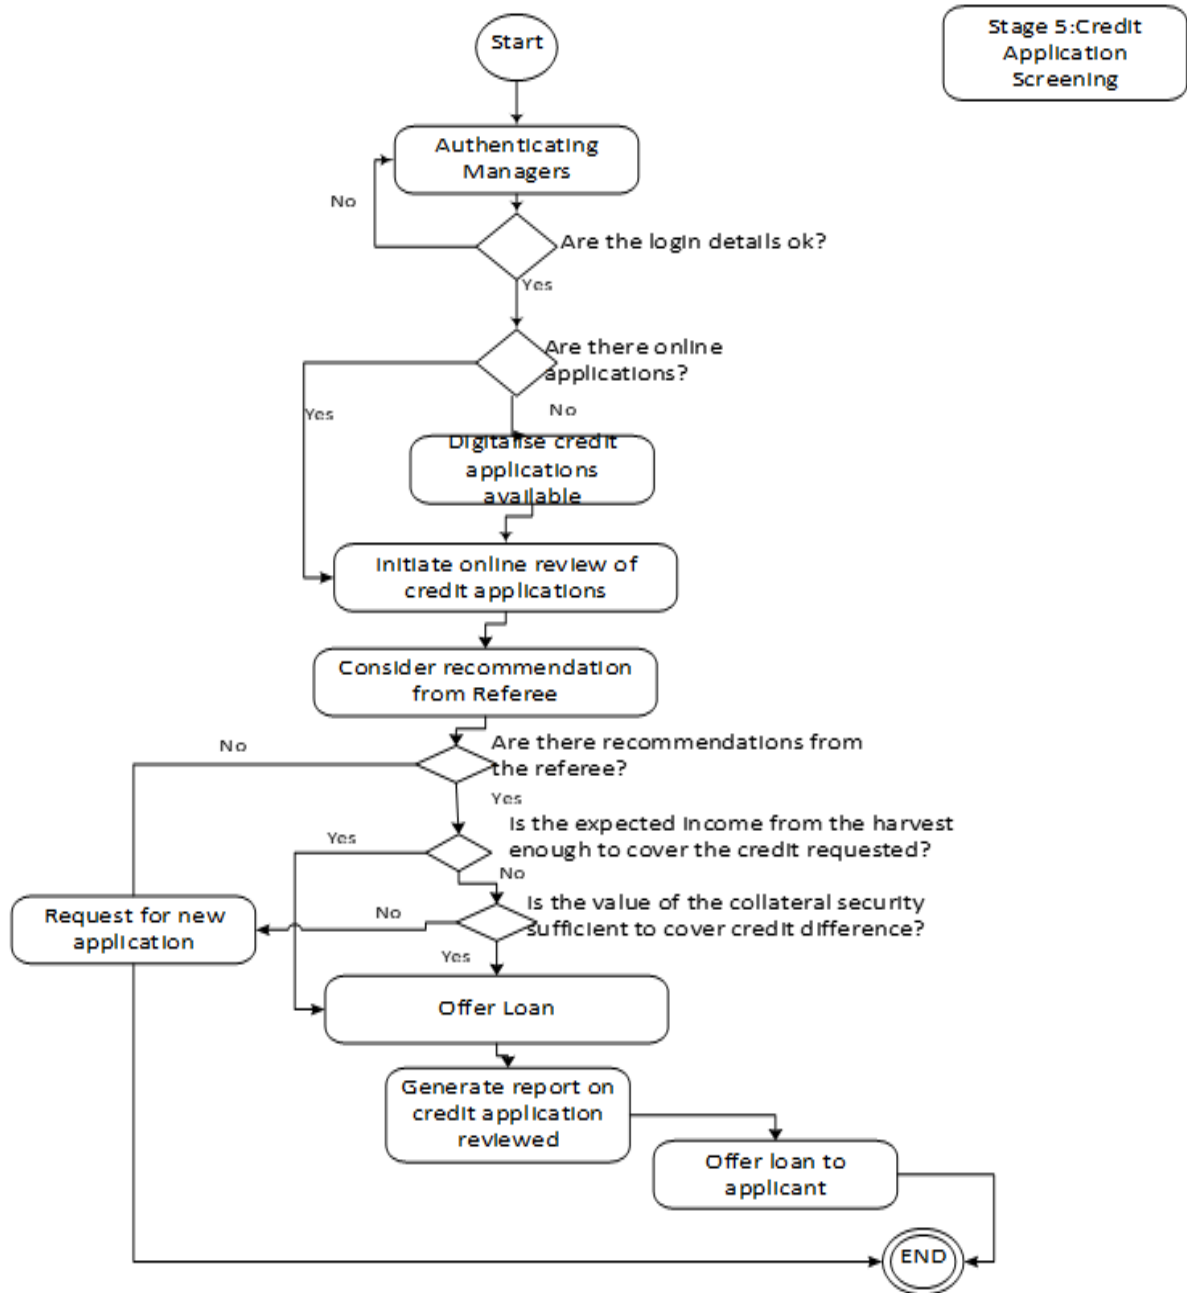 Start
Stage 5:Credit
Application
Screening
Authenticating
Managers
No
Are the login details ok?
Yes
Are there online
applications?
Yes
No
Digitalise credit
applications
available
Initiate online review of
credit applications
Consider recommendation
from Referee
No
Are there recommendations from
the referee?
Yes
Is the expected income from the harvest
enough to cover the credit requested?
Yes
No
Is the value of the collateral security
sufficient to cover credit difference?
No
Request for new
application
Yes
Offer Loan
Generate report on
credit application
reviewed
Offer loan to
applicant
END